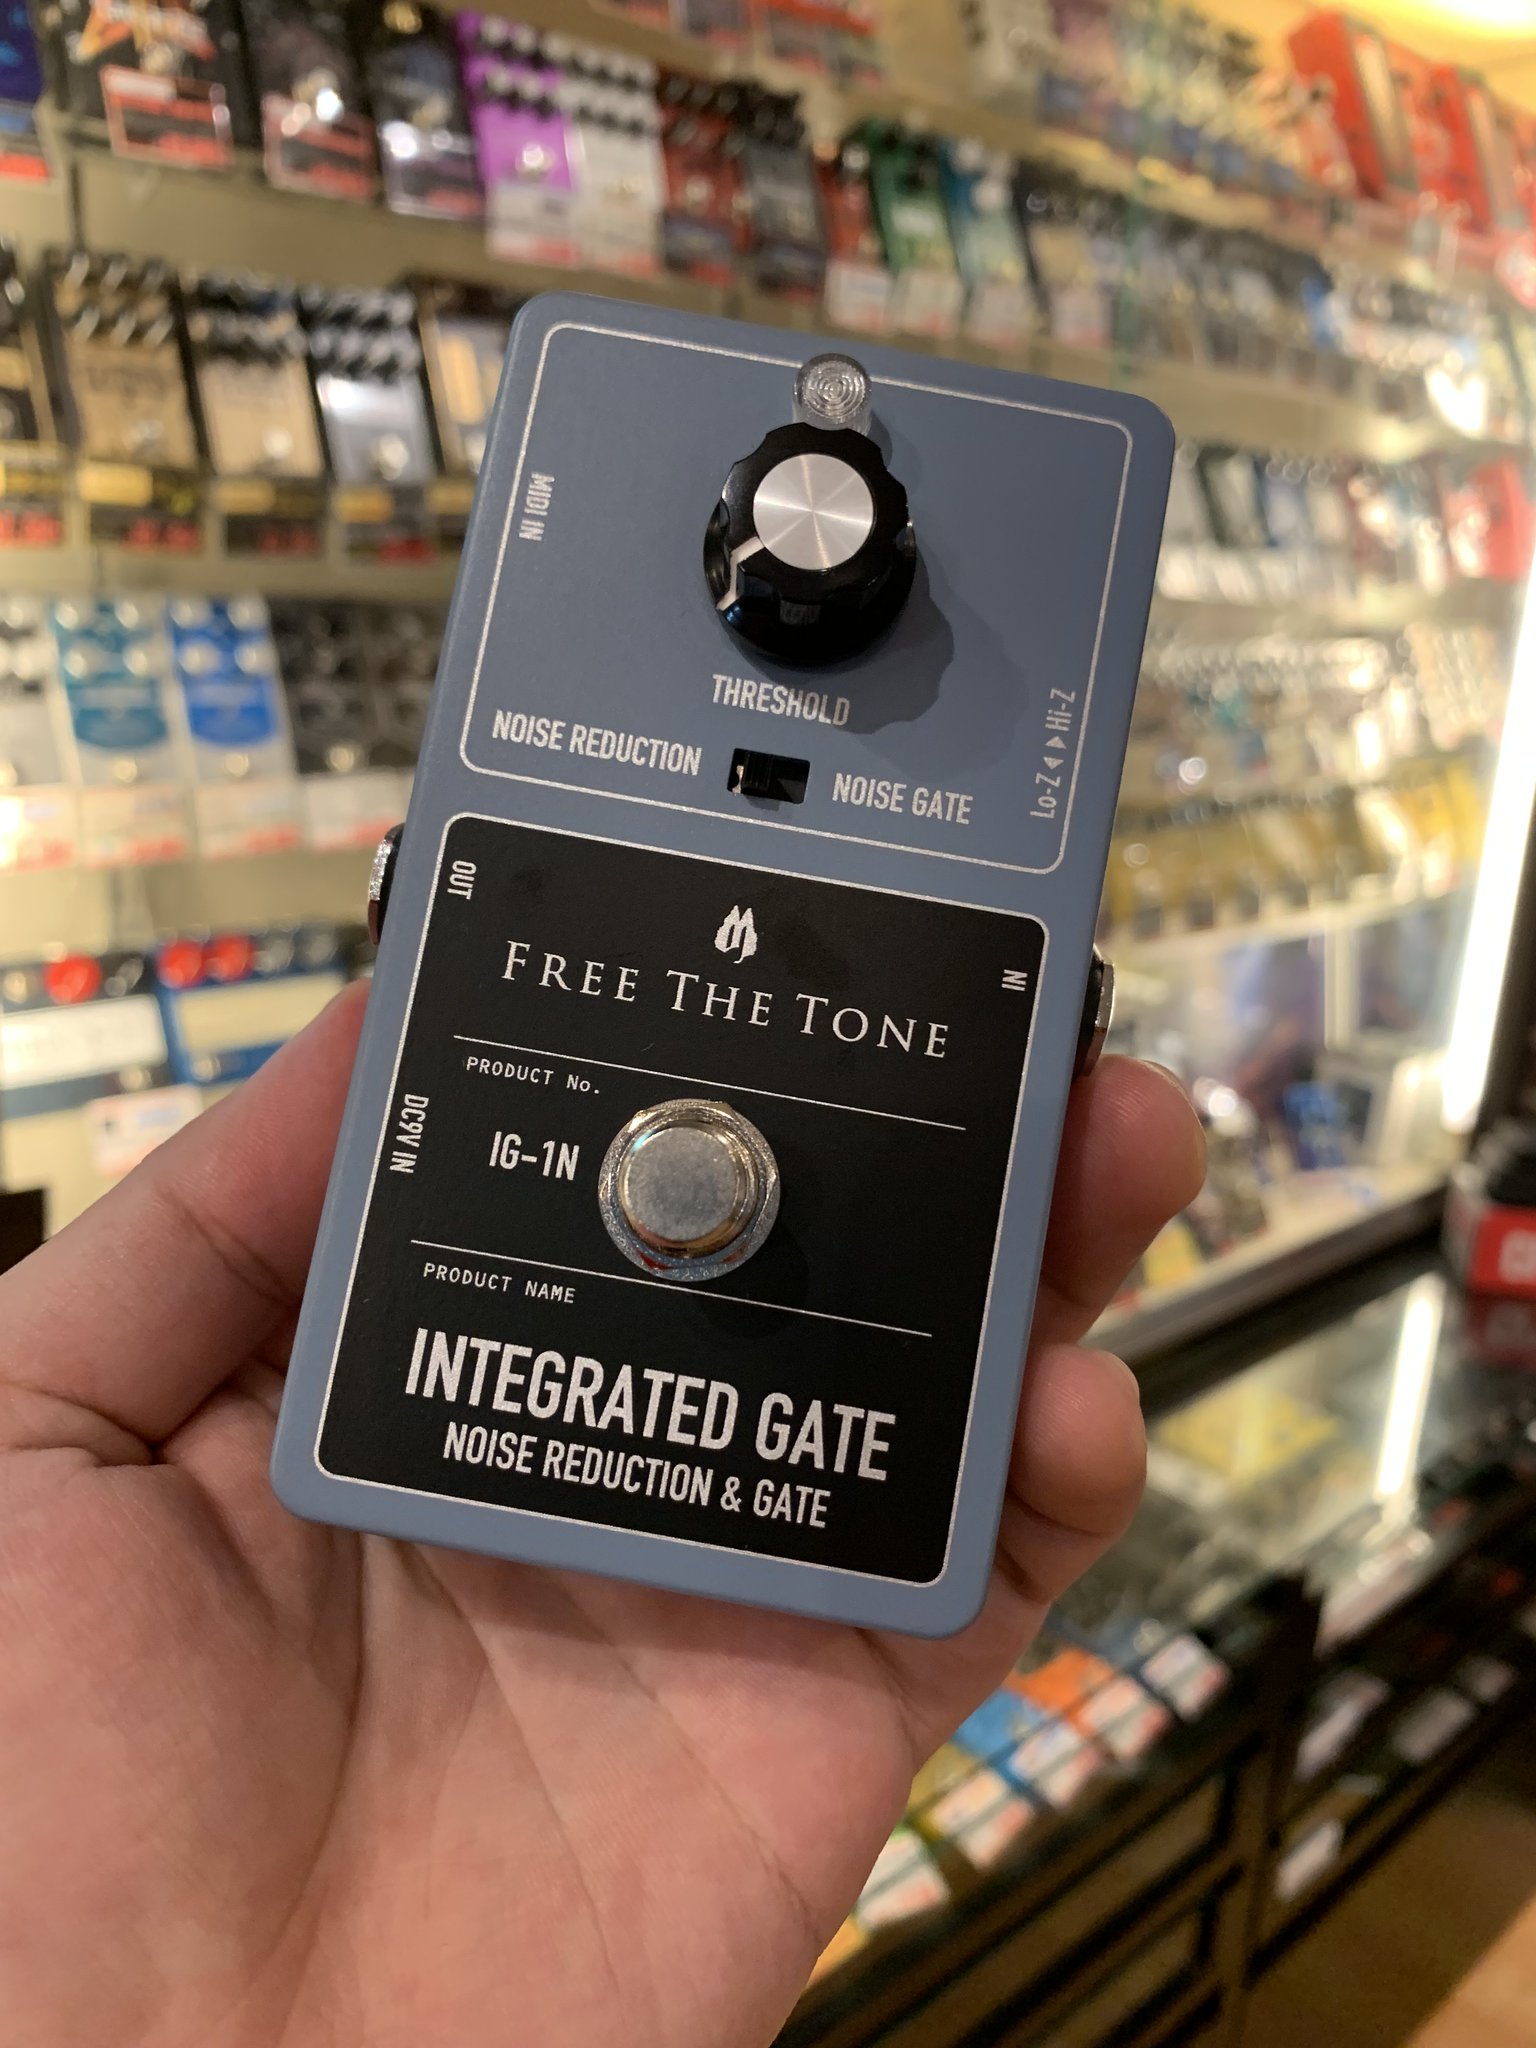 MIDI IN
THRESHOLD
NOISE REDUCTION
NOISE GATE
Lo-Z ◀ ▶ Hi-Z
OUT
IN
FREE THE TONE
PRODUCT No.
IG-1N
DC9V IN
PRODUCT NAME
INTEGRATED GATE
NOISE REDUCTION & GATE